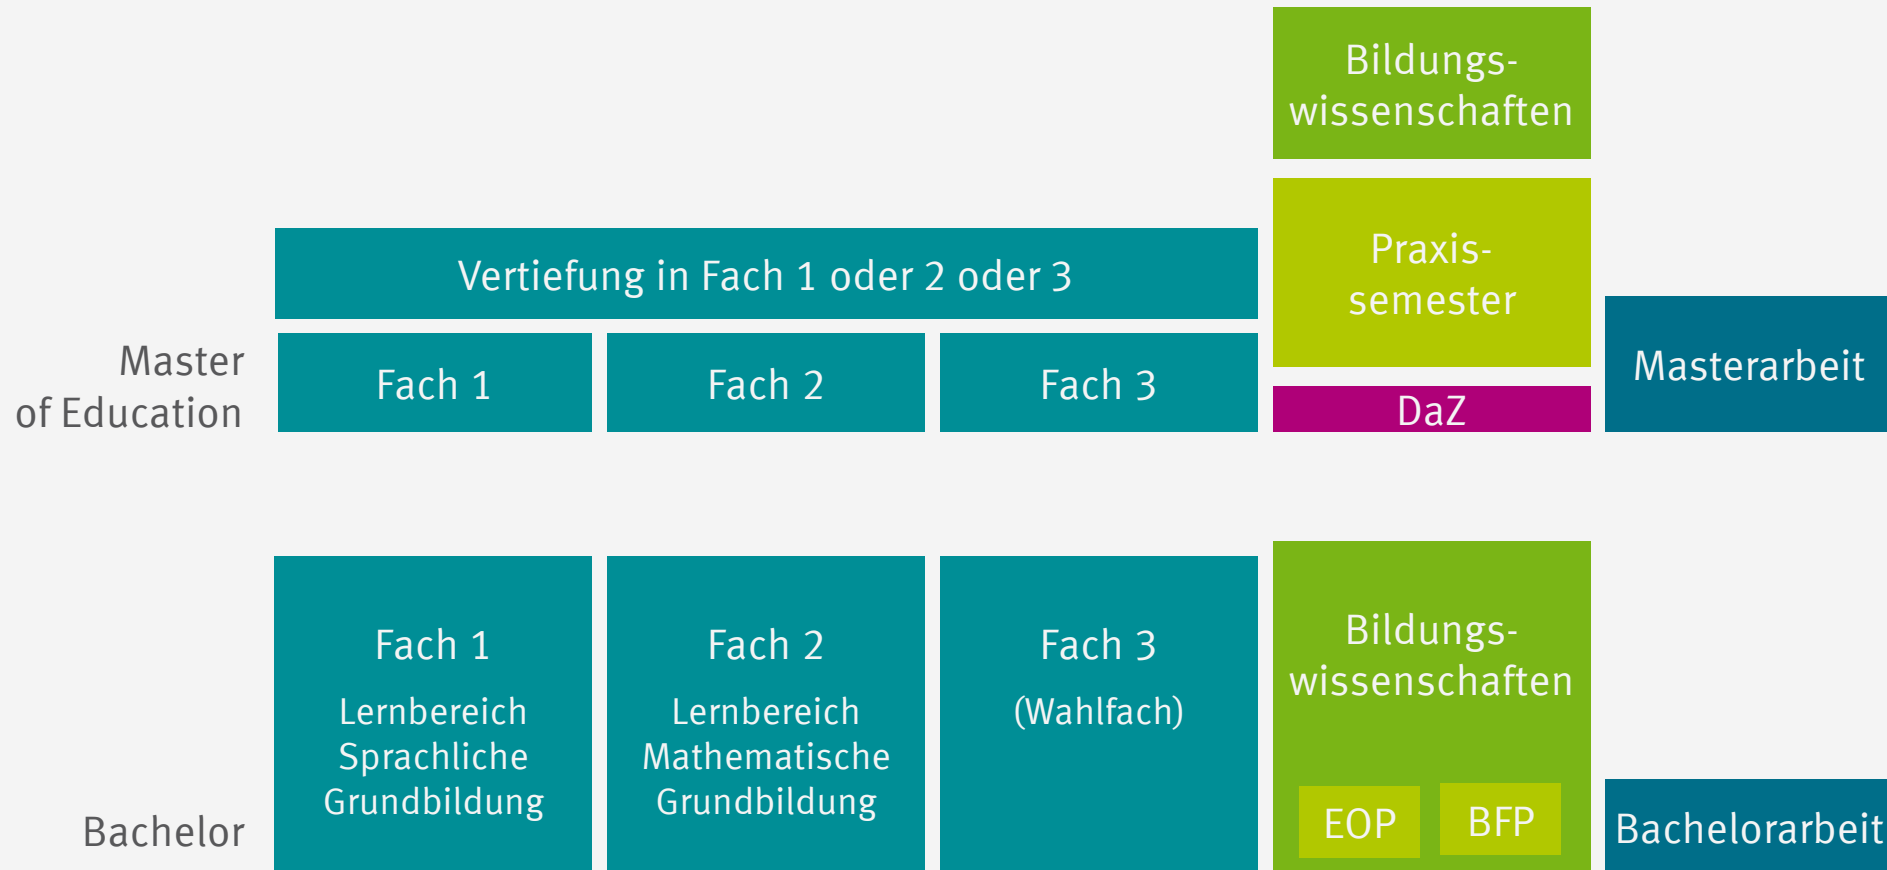 Bildungs-
wissenschaften
Praxis-
semester
Vertiefung in Fach 1 oder 2 oder 3
Master
of Education
Fach 1
Fach 2
Fach 3
DaZ
Masterarbeit
Fach 1
Lernbereich
Sprachliche
Grundbildung
Fach 2
Lernbereich
Mathematische
Grundbildung
Fach 3
(Wahlfach)
Bildungs-
wissenschaften
EOP
BFP
Bachelor
Bachelorarbeit